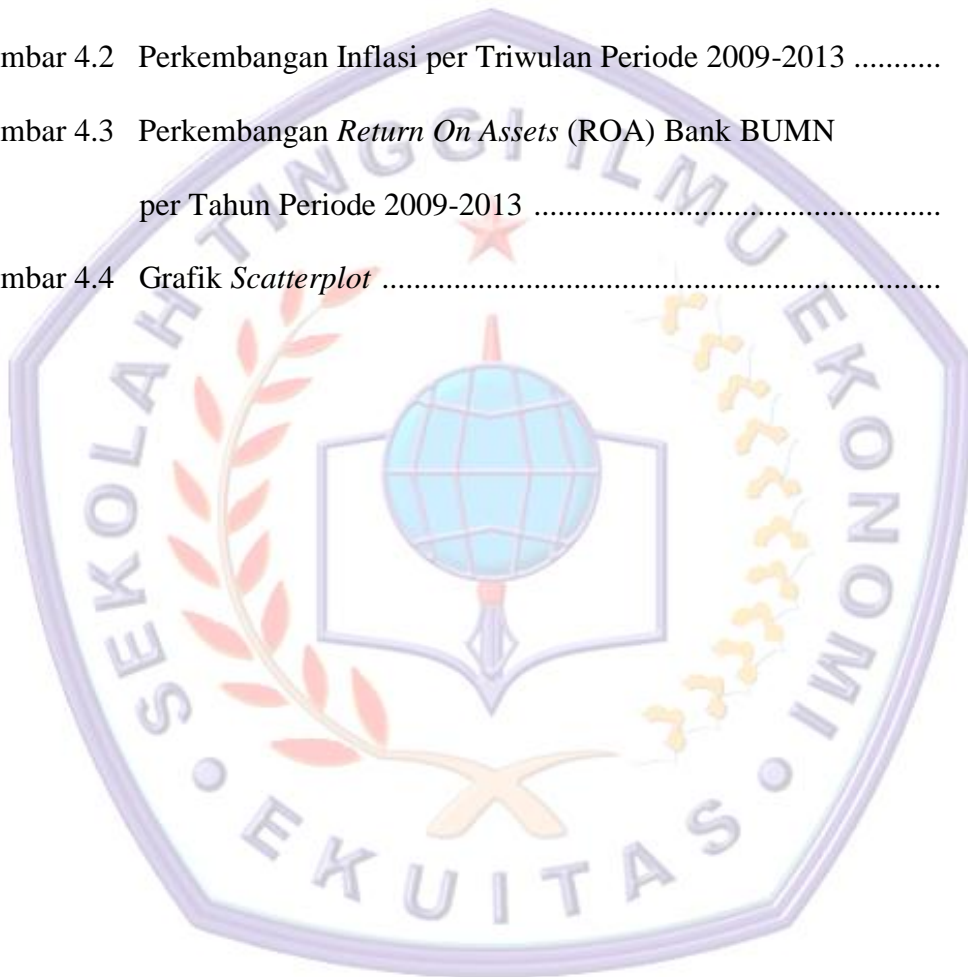 mbar 4.2 Perkembangan Inflasi per Triwulan Periode 2009-2013 ...........
mbar 4.3 Perkembangan Return On Assets (ROA) Bank BUMN
per Tahun Periode 2009-2013 ...................................................
mbar 4.4 Grafik Scatterplot ......................................................................
SEKOLAH TINGGI ILMU EKONOMI
• EKUITAS •